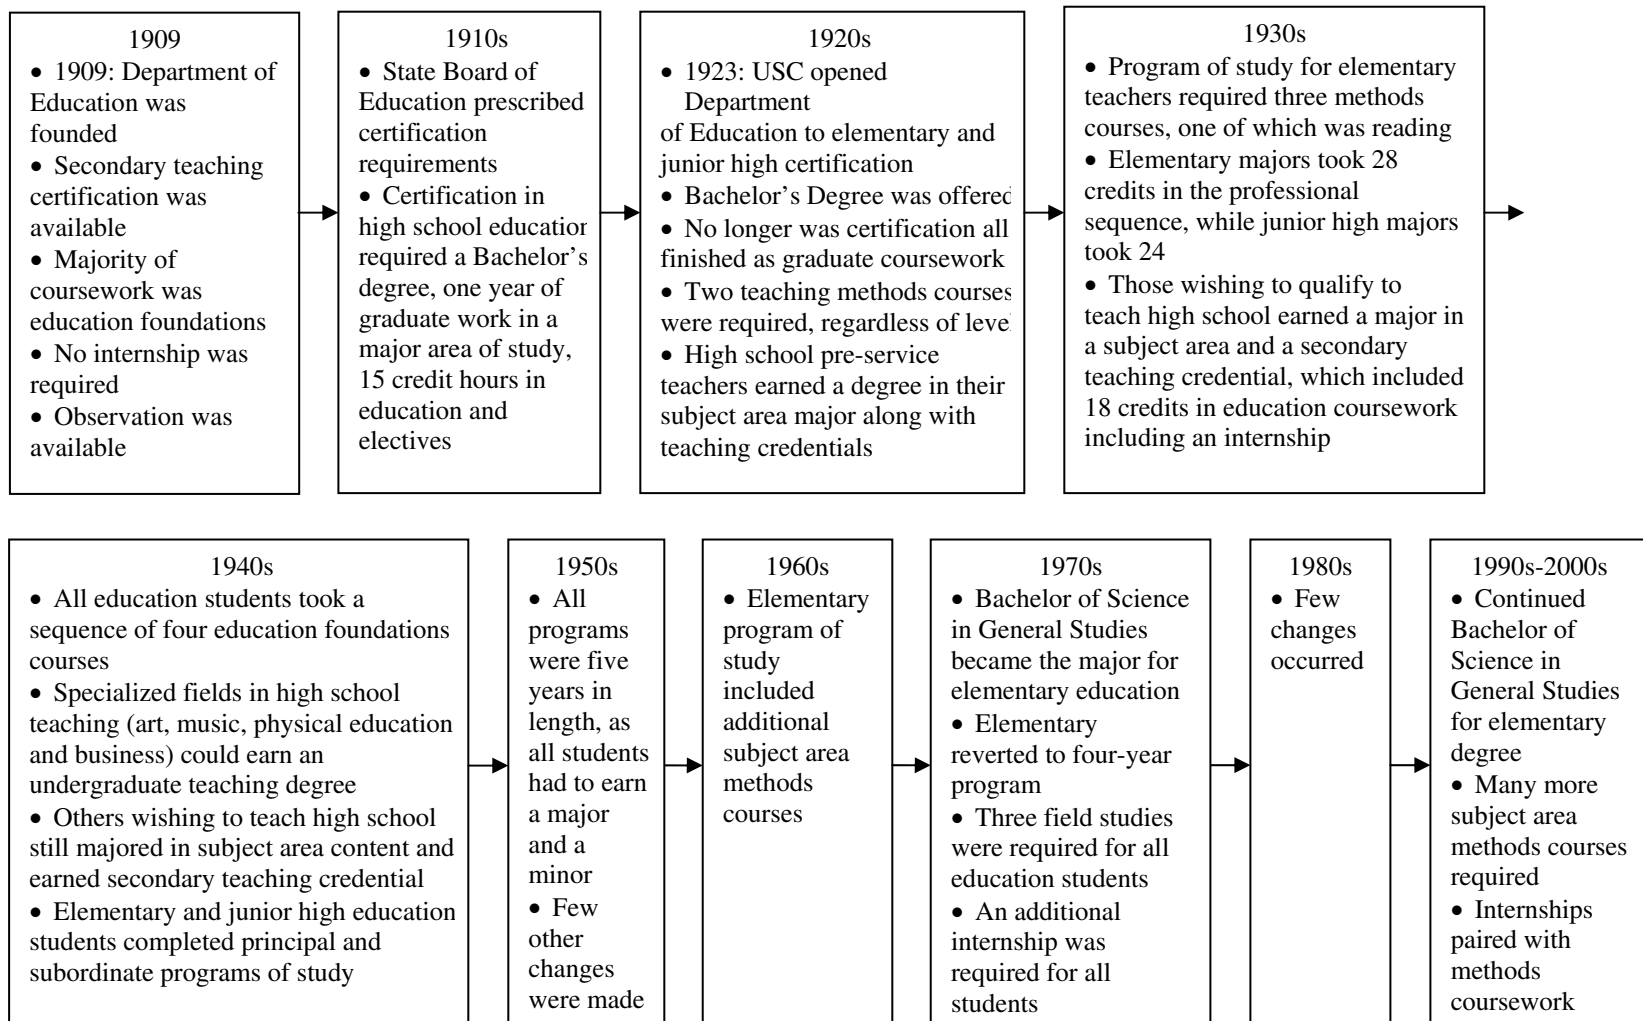 1909
• 1909: Department of
Education was
founded
• Secondary teaching
certification was
available
• Majority of
coursework was
education foundations
• No internship was
required
• Observation was
available
1910s
• State Board of
Education prescribed
certification
requirements
• Certification in
high school education
required a Bachelor’s
degree, one year of
graduate work in a
major area of study,
15 credit hours in
education and
electives
1920s
• 1923: USC opened
Department
of Education to elementary and
junior high certification
• Bachelor’s Degree was offered
• No longer was certification all
finished as graduate coursework
• Two teaching methods courses
were required, regardless of level
• High school pre-service
teachers earned a degree in their
subject area major along with
teaching credentials
1930s
• Program of study for elementary
teachers required three methods
courses, one of which was reading
• Elementary majors took 28
credits in the professional
sequence, while junior high majors
took 24
• Those wishing to qualify to
teach high school earned a major in
a subject area and a secondary
teaching credential, which included
18 credits in education coursework
including an internship
1940s
• All education students took a
sequence of four education foundations
courses
• Specialized fields in high school
teaching (art, music, physical education
and business) could earn an
undergraduate teaching degree
• Others wishing to teach high school
still majored in subject area content and
earned secondary teaching credential
• Elementary and junior high education
students completed principal and
subordinate programs of study
1950s
• All
programs
were five
years in
length, as
all students
had to earn
a major
and a
minor
• Few
other
changes
were made
1960s
• Elementary
program of
study
included
additional
subject area
methods
courses
1970s
• Bachelor of Science
in General Studies
became the major for
elementary education
• Elementary
reverted to four-year
program
• Three field studies
were required for all
education students
• An additional
internship was
required for all
students
1980s
• Few
changes
occurred
1990s-2000s
• Continued
Bachelor of
Science in
General Studies
for elementary
degree
• Many more
subject area
methods courses
required
• Internships
paired with
methods
coursework